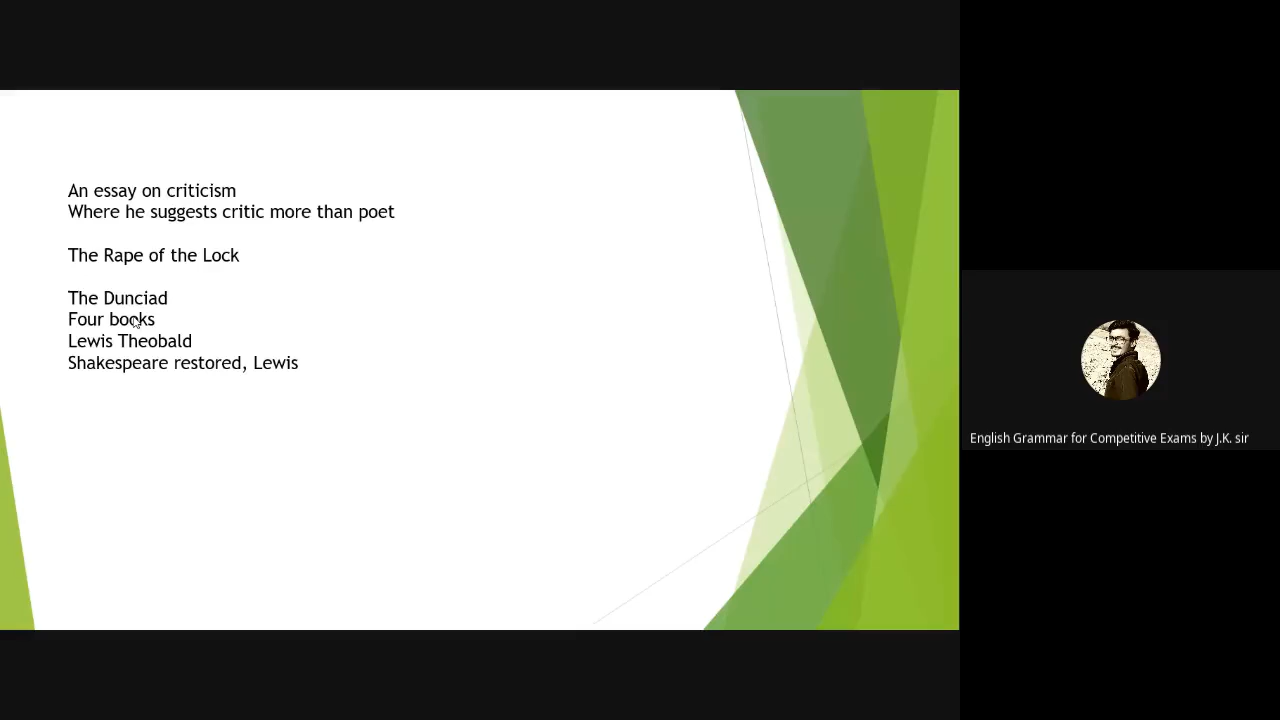 An essay on criticism
Where he suggests critic more than poet
The Rape of the Lock
The Dunciad
Four books
Lewis Theobald
Shakespeare restored, Lewis
English Grammar for Competitive Exams by J.K. sir